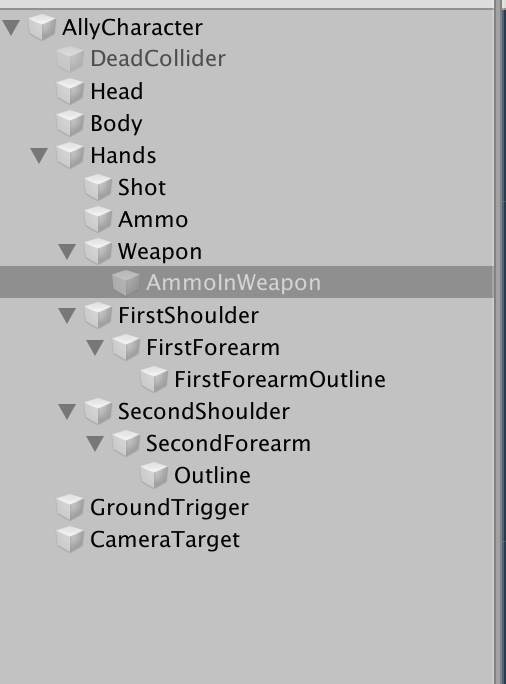 AllyCharacter
DeadCollider
Head
Body
Hands
Shot
Ammo
Weapon
AmmoInWeapon
FirstShoulder
FirstForearm
FirstForearmOutline
SecondShoulder
SecondForearm
Outline
GroundTrigger
CameraTarget